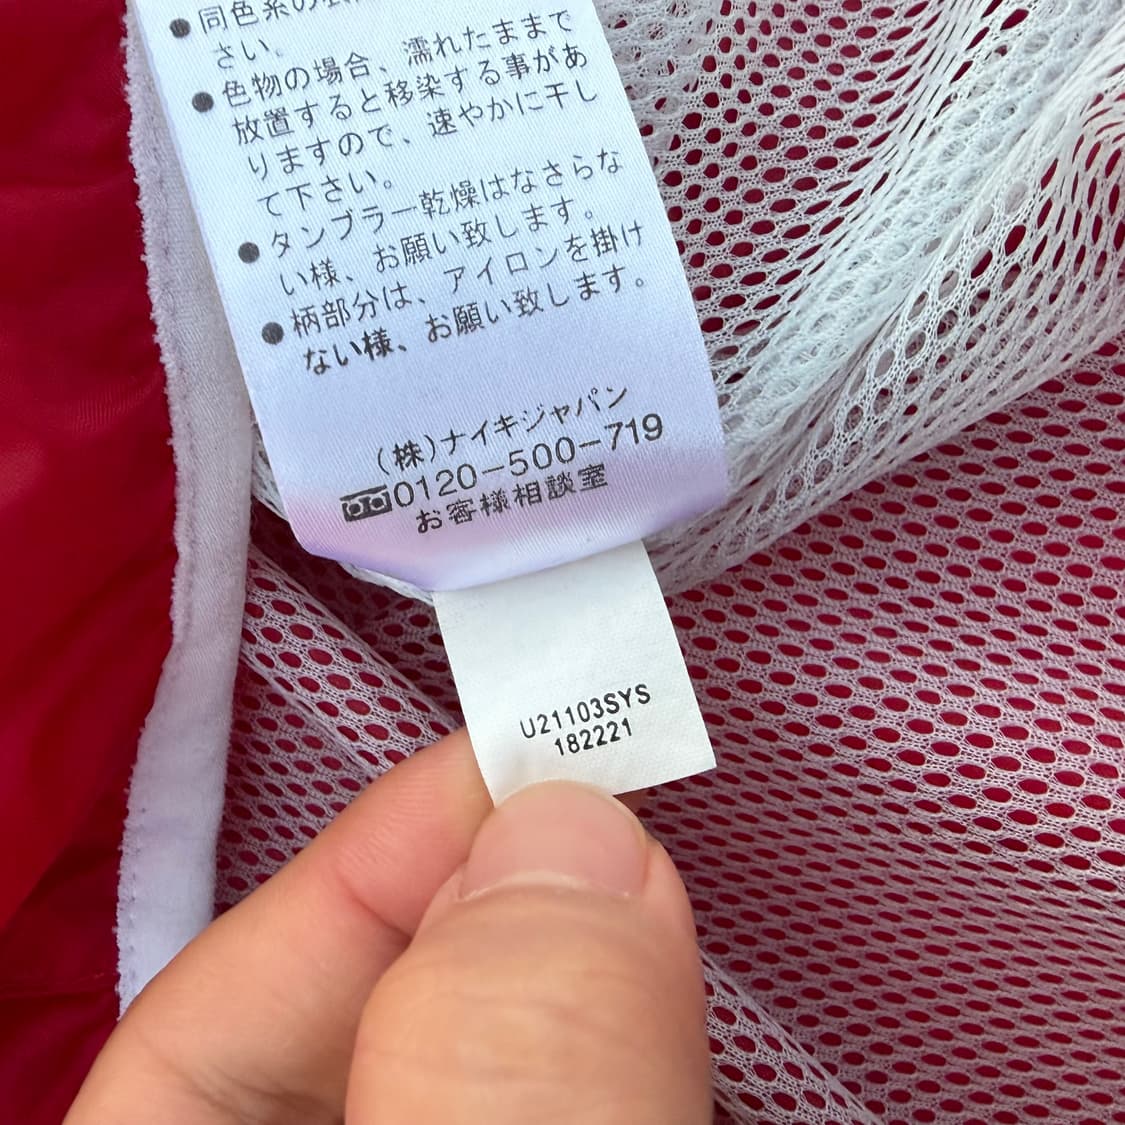 ● 同色系の
さい。
● 色物の場合、濡れたままで
放置すると移染する事があ
りますので、速やかに干し
て下さい。
● タンブラー乾燥はなさらな
い様、お願い致します。
● 柄部分は、アイロンを掛け
ない様、お願い致します。
(株)ナイキジャパン
0120-500-719
お客様相談室
U21103SYS
182221